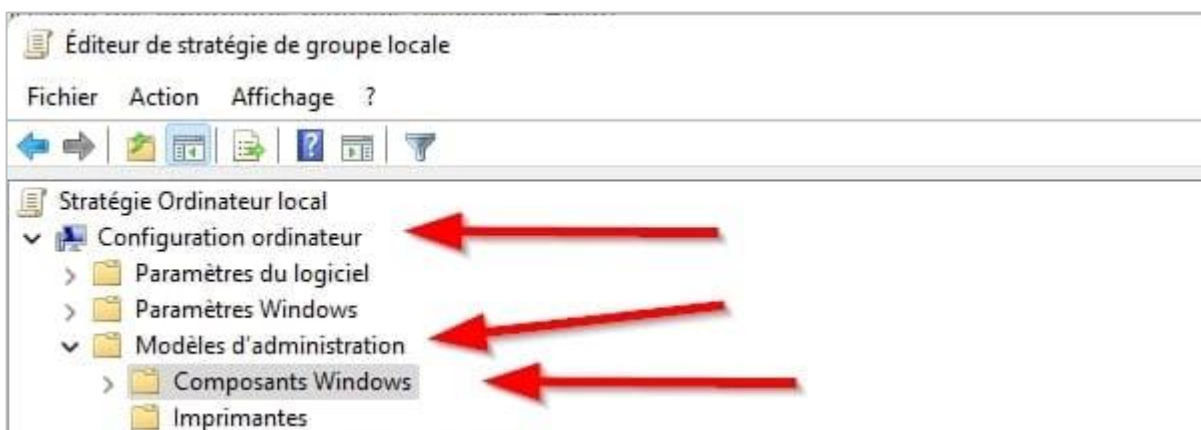 Éditeur de stratégie de groupe locale
Fichier Action Affichage ?
Stratégie Ordinateur local
Configuration ordinateur
Paramètres du logiciel
Paramètres Windows
Modèles d'administration
Composants Windows
Imprimantes